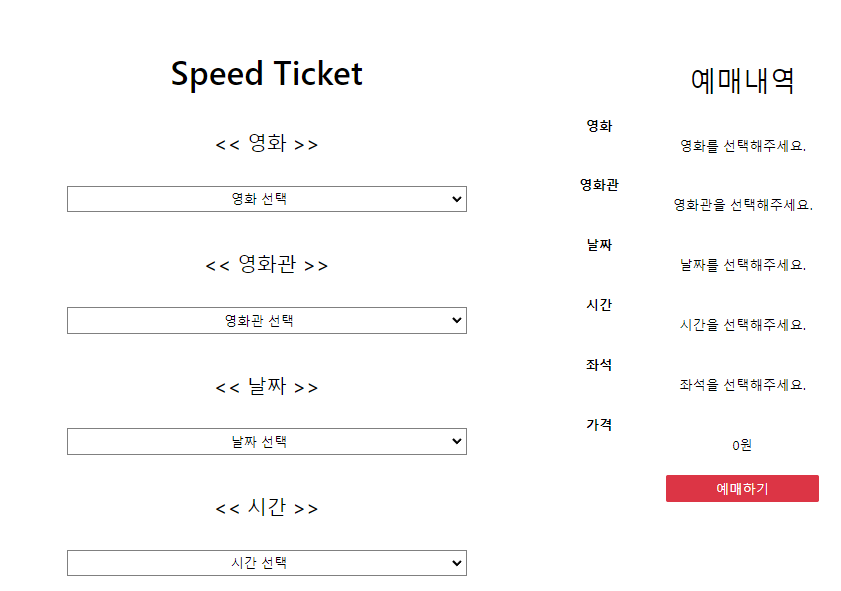 Speed Ticket
<< 영화 >>
영화 선택
<< 영화관 >>
영화관 선택
<< 날짜 >>
날짜 선택
<< 시간 >>
시간 선택
예매내역
영화
영화를 선택해주세요.
영화관
영화관을 선택해주세요.
날짜
날짜를 선택해주세요.
시간
시간을 선택해주세요.
좌석
좌석을 선택해주세요.
가격
0원
예매하기